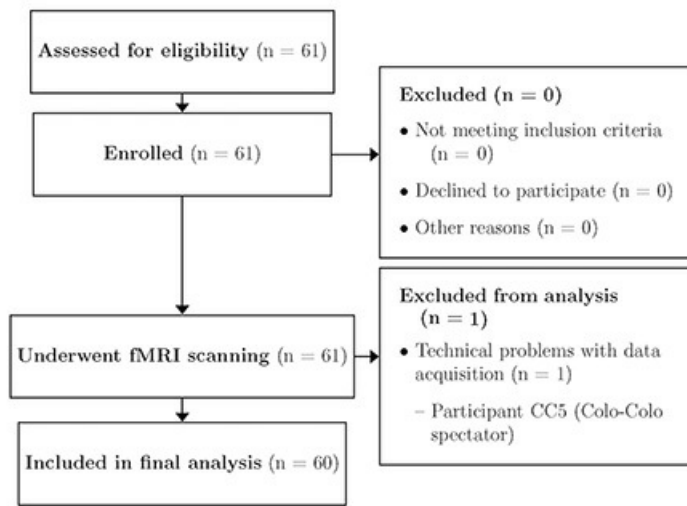 Assessed for eligibility (n = 61)
Enrolled (n = 61)
Excluded (n = 0)
• Not meeting inclusion criteria
(n = 0)
• Declined to participate (n = 0)
• Other reasons (n = 0)
Underwent fMRI scanning (n = 61)
Excluded from analysis
(n = 1)
• Technical problems with data
acquisition (n = 1)
– Participant CC5 (Colo-Colo
spectator)
Included in final analysis (n = 60)